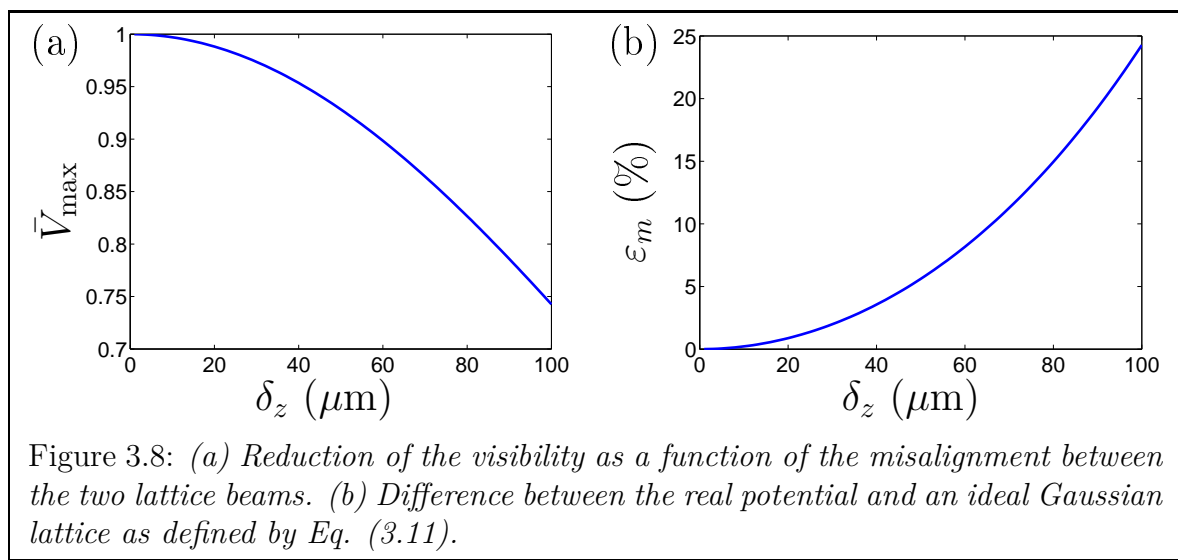 (a)
1
0.95
0.9
0.85
0.8
0.75
0.7
V̄max
0 20 40 60 80 100
δz (μm)
(b)
25
20
15
10
5
0
εm (%)
0 20 40 60 80 100
δz (μm)
Figure 3.8: (a) Reduction of the visibility as a function of the misalignment between
the two lattice beams. (b) Difference between the real potential and an ideal Gaussian
lattice as defined by Eq. (3.11).